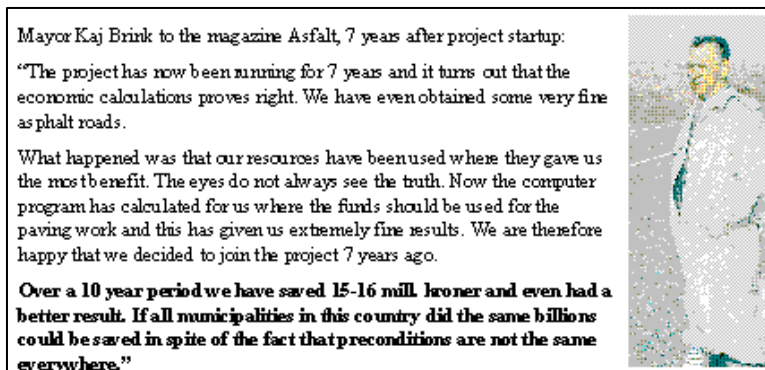 Mayor Kaj Brink to the magazine Asfalt, 7 years after project startup:
“The project has now been running for 7 years and it turns out that the
economic calculations proves right. We have even obtained some very fine
asphalt roads.
What happened was that our resources have been used where they gave us
the most benefit. The eyes do not always see the truth. Now the computer
program has calculated for us where the funds should be used for the
paving work and this has given us extremely fine results. We are therefore
happy that we decided to join the project 7 years ago.
Over a 10 year period we have saved 15-16 mill. kroner and even had a
better result. If all municipalities in this country did the same billions
could be saved in spite of the fact that preconditions are not the same
everywhere.”